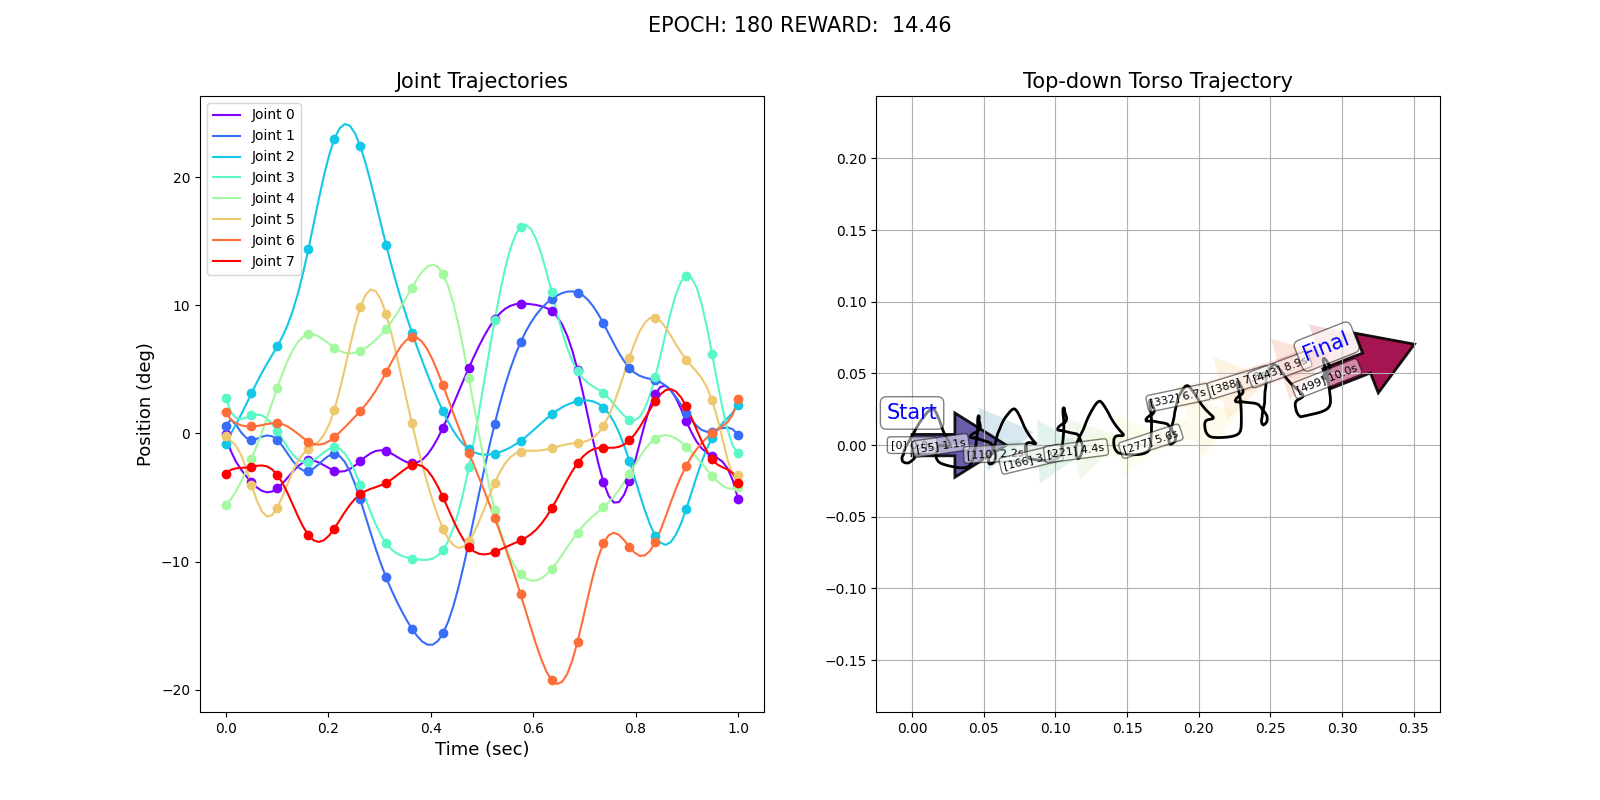 EPOCH: 180 REWARD:  14.46
Joint Trajectories
Joint 0
Joint 1
Joint 2
Joint 3
Joint 4
Joint 5
Joint 6
Joint 7
20
10
0
−10
−20
Position (deg)
0.0
0.2
0.4
0.6
0.8
1.0
Time (sec)
Top-down Torso Trajectory
0.20
0.15
0.10
0.05
0.00
−0.05
−0.10
−0.15
Start
Final
[0]
[55] 1.1s
[110] 2.2s
[166] 3.
[221] 4.4s
[277] 5.6s
[332] 6.7s
[388] 7.
[443] 8.9s
[499] 10.0s
0.00
0.05
0.10
0.15
0.20
0.25
0.30
0.35